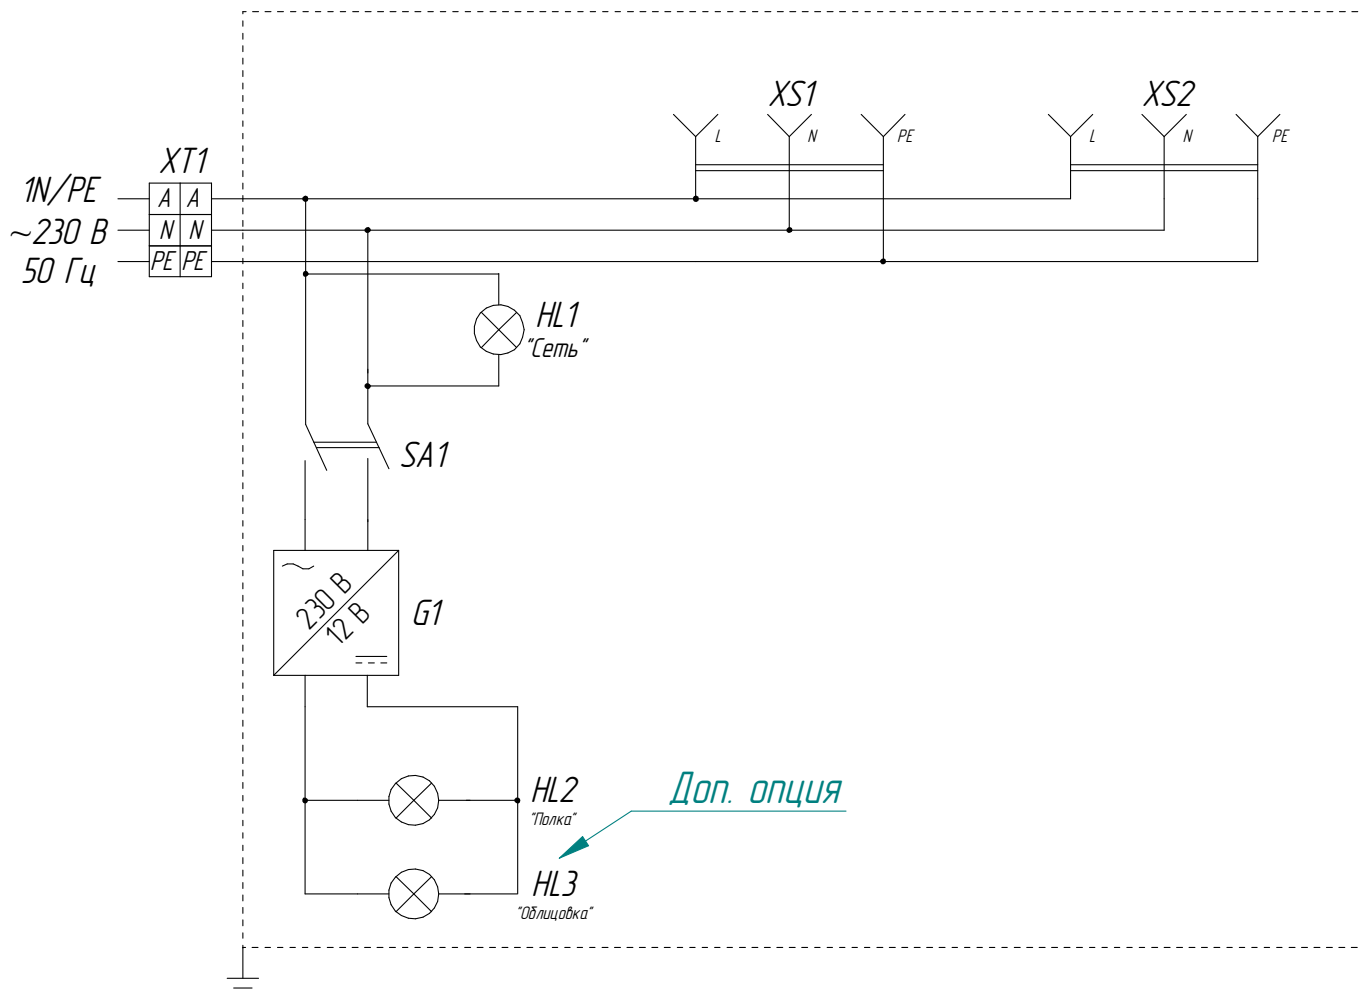 XS1
XS2
L
N
PE
L
N
PE
XT1
1N/PE
A A
~230 В
N N
50 Гц
PE PE
HL1
"Сеть"
SA1
230 В
12 В
G1
HL2
"Полка"
Доп. опция
HL3
"Облицовка"